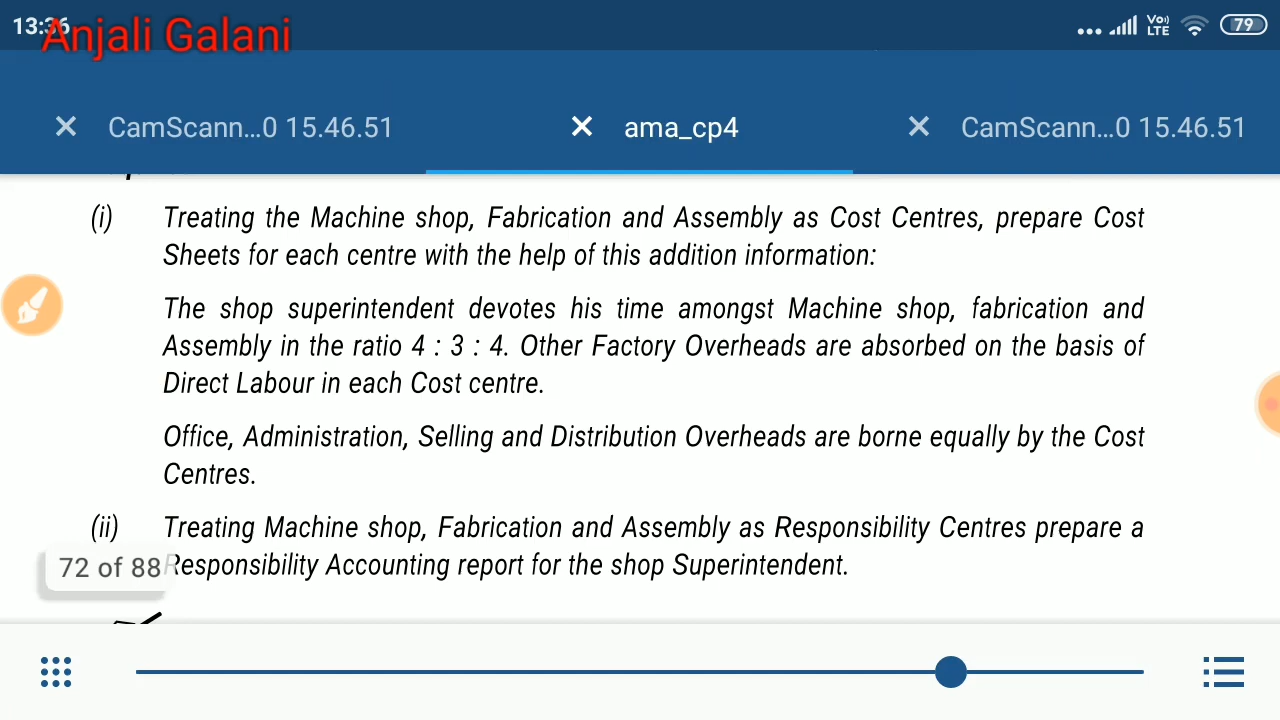 13:36
Anjali Galani
Vo))
LTE
79
CamScann...0 15.46.51
ama_cp4
CamScann...0 15.46.51
(i) Treating the Machine shop, Fabrication and Assembly as Cost Centres, prepare Cost
Sheets for each centre with the help of this addition information:
The shop superintendent devotes his time amongst Machine shop, fabrication and
Assembly in the ratio 4 : 3 : 4. Other Factory Overheads are absorbed on the basis of
Direct Labour in each Cost centre.
Office, Administration, Selling and Distribution Overheads are borne equally by the Cost
Centres.
(ii) Treating Machine shop, Fabrication and Assembly as Responsibility Centres prepare a
Responsibility Accounting report for the shop Superintendent.
72 of 88